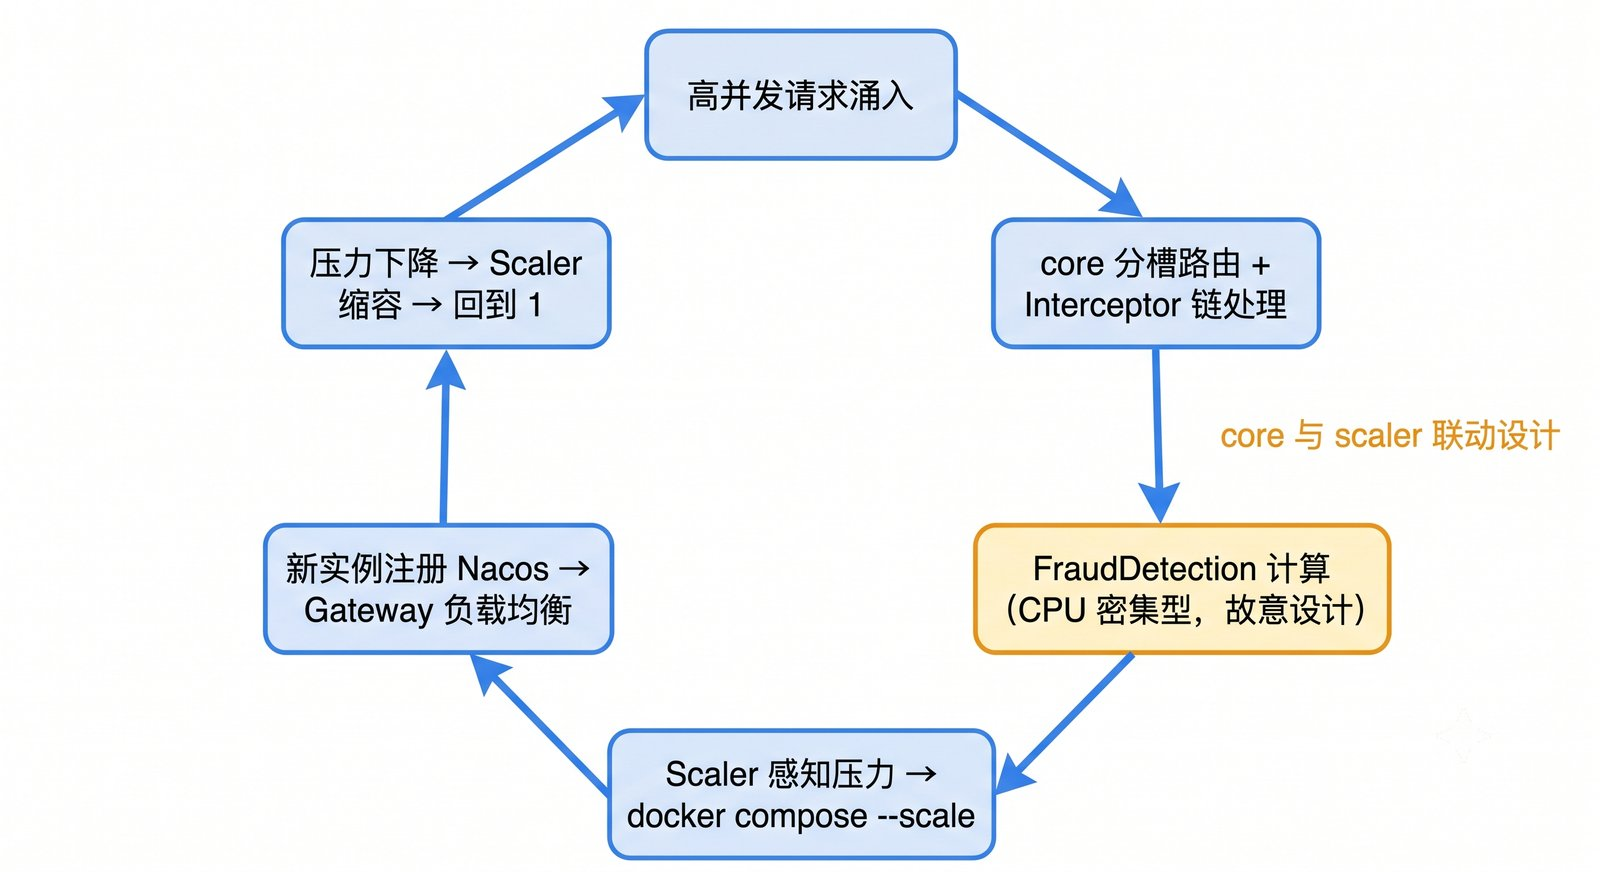 高并发请求涌入
core 分槽路由 +
Interceptor 链处理
core 与 scaler 联动设计
FraudDetection 计算
（CPU 密集型，故意设计）
Scaler 感知压力 →
docker compose --scale
新实例注册 Nacos →
Gateway 负载均衡
压力下降 → Scaler
缩容 → 回到 1